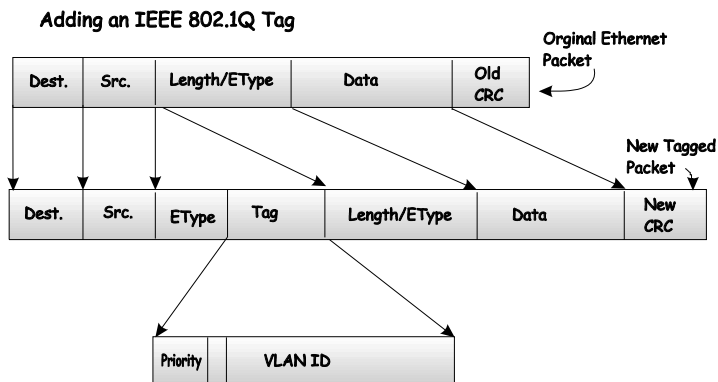 Adding an IEEE 802.1Q Tag
Orginal Ethernet
Packet
Dest. Src. Length/EType Data Old
CRC
New Tagged
Packet
Dest. Src. EType Tag Length/EType Data New
CRC
Priority VLAN ID